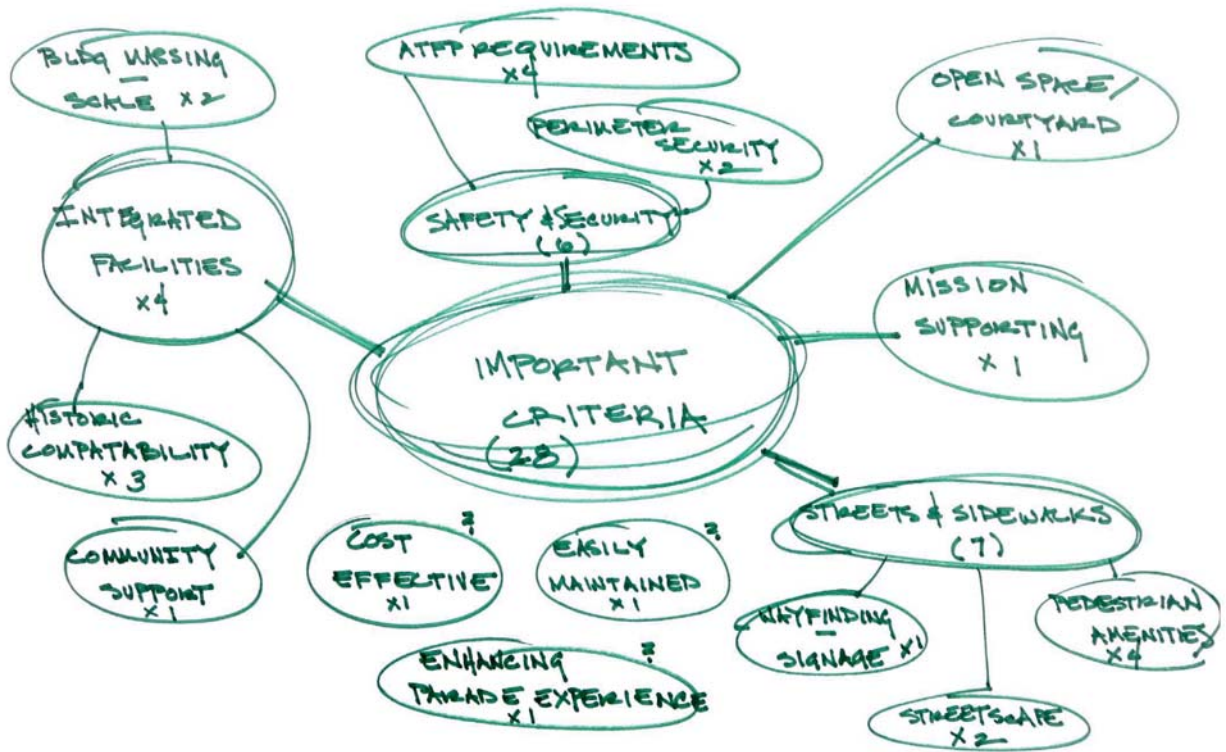 BLDG MASSING
—
SCALE x2
ATFP REQUIREMENTS
x4
PERIMETER
SECURITY
x2
OPEN SPACE/
COURTYARD
x1
INTEGRATED
FACILITIES
x4
SAFETY & SECURITY
(6)
MISSION
SUPPORTING
x1
IMPORTANT
CRITERIA
(28)
HISTORIC
COMPATABILITY
x3
COMMUNITY
SUPPORT
x1
?
COST
EFFECTIVE
x1
?
EASILY
MAINTAINED
x1
?
ENHANCING
PARADE EXPERIENCE
x1
STREETS & SIDEWALKS
(7)
WAYFINDING
—
SIGNAGE x1
PEDESTIRIAN
AMENITIES
x4
STREETSCAPE
x2